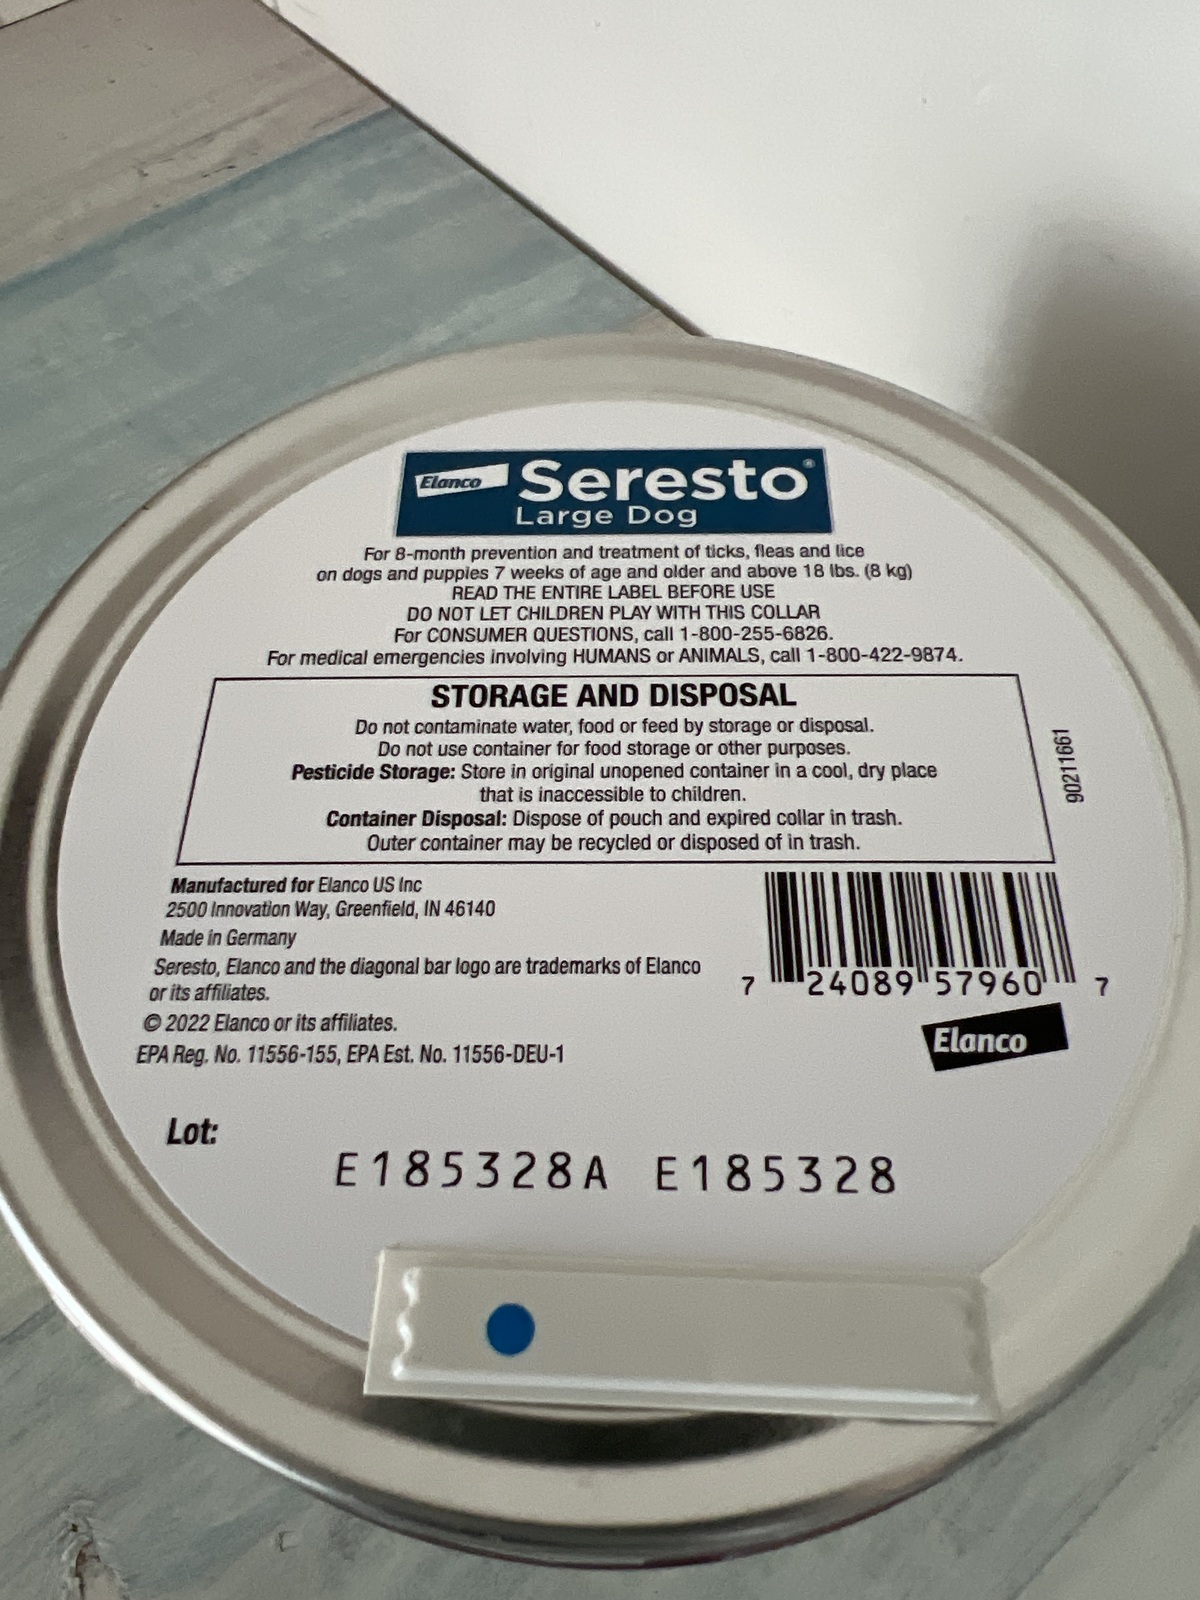 Elanco Seresto®
Large Dog
For 8-month prevention and treatment of ticks, fleas and lice
on dogs and puppies 7 weeks of age and older and above 18 lbs. (8 kg)
READ THE ENTIRE LABEL BEFORE USE
DO NOT LET CHILDREN PLAY WITH THIS COLLAR
For CONSUMER QUESTIONS, call 1-800-255-6826.
For medical emergencies involving HUMANS or ANIMALS, call 1-800-422-9874.
STORAGE AND DISPOSAL
Do not contaminate water, food or feed by storage or disposal.
Do not use container for food storage or other purposes.
Pesticide Storage: Store in original unopened container in a cool, dry place
that is inaccessible to children.
Container Disposal: Dispose of pouch and expired collar in trash.
Outer container may be recycled or disposed of in trash.
90211661
Manufactured for Elanco US Inc
2500 Innovation Way, Greenfield, IN 46140
Made in Germany
Seresto, Elanco and the diagonal bar logo are trademarks of Elanco
or its affiliates.
© 2022 Elanco or its affiliates.
EPA Reg. No. 11556-155, EPA Est. No. 11556-DEU-1
7 24089 57960 7
Elanco
Lot:
E185328A E185328